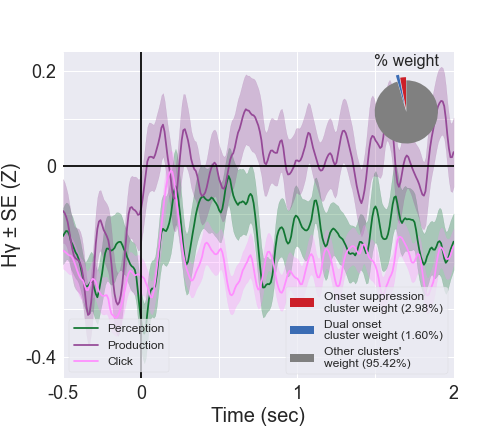 % weight
0.2
0
-0.4
Hγ ± SE (Z)
Perception
Production
Click
Onset suppression
cluster weight (2.98%)
Dual onset
cluster weight (1.60%)
Other clusters'
weight (95.42%)
-0.5
0
1
2
Time (sec)